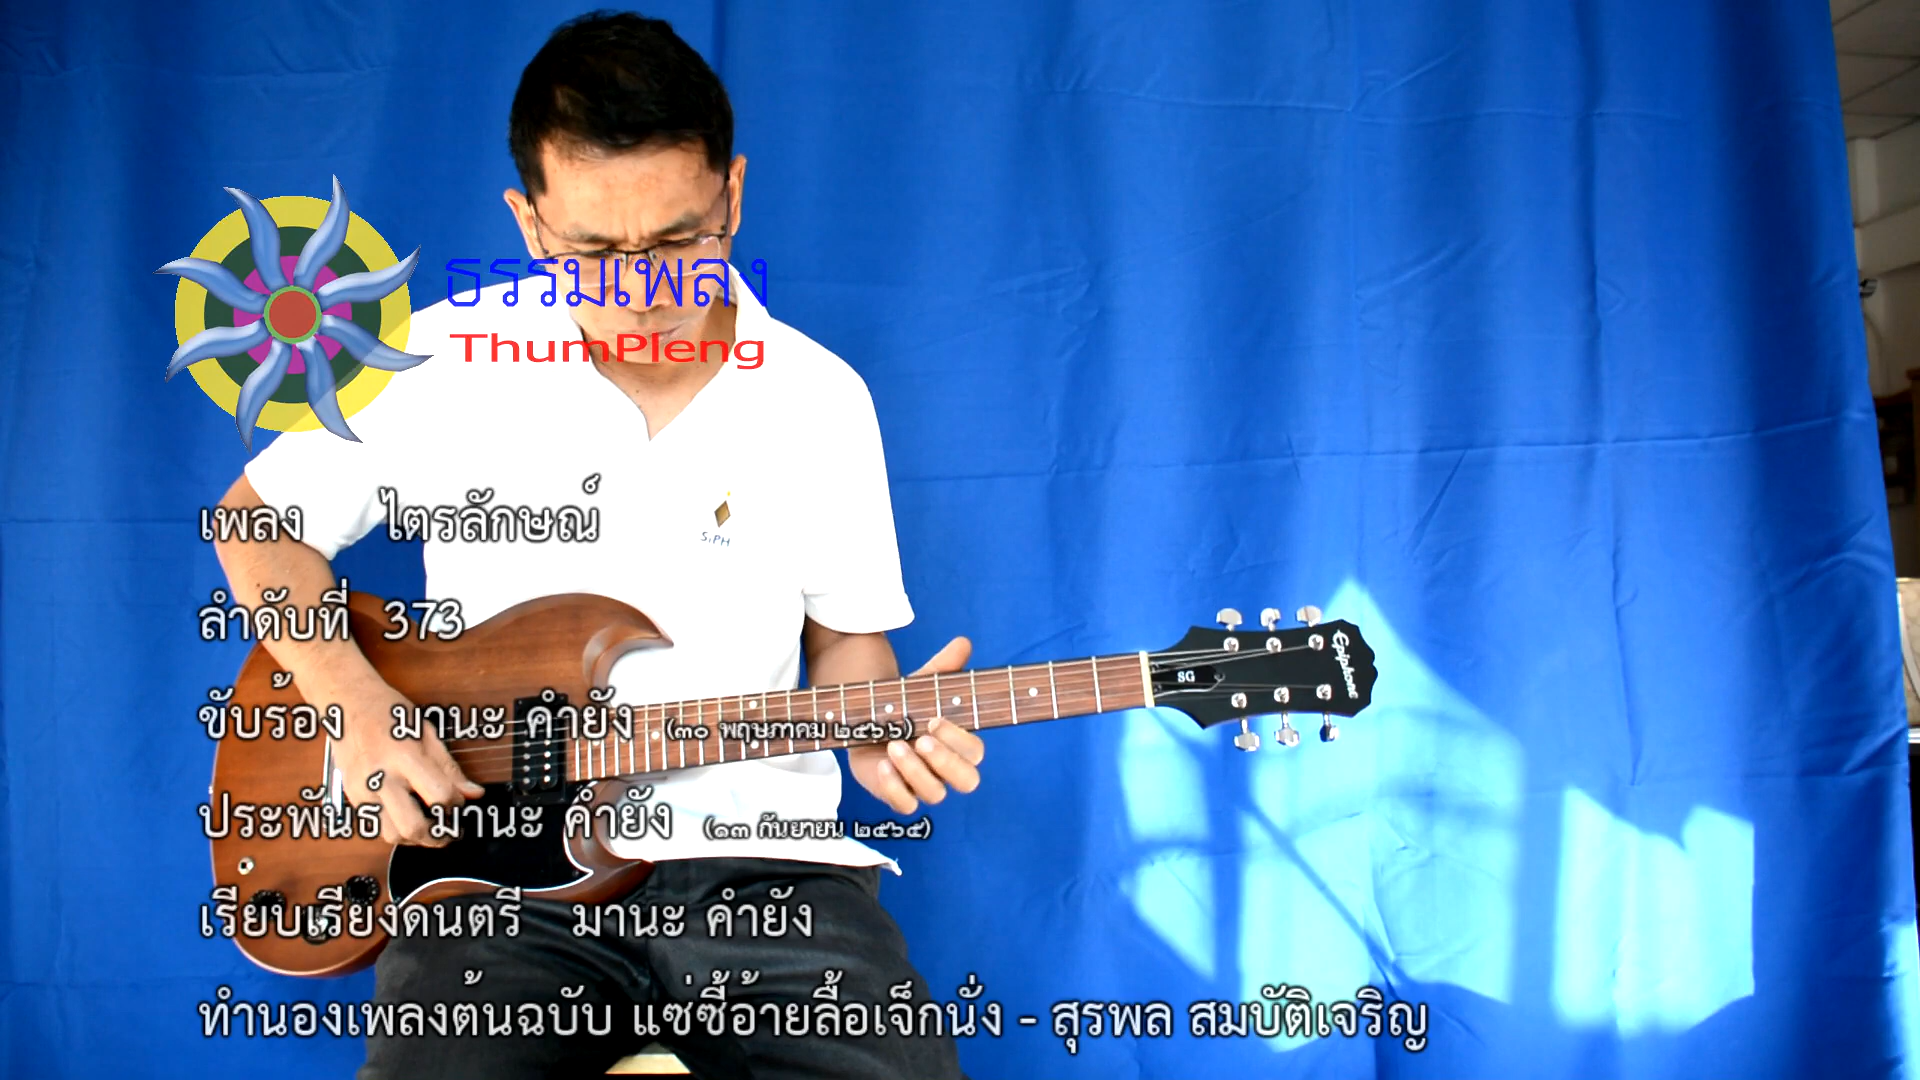 ธรรมเพลง
ThumPleng
SiPH
เพลง ไตรลักษณ์
ลำดับที่ 373
SG
Epiphone
ขับร้อง มานะ คำยัง (๓๐ พฤษภาคม ๒๕๖๖)
ประพันธ์ มานะ คำยัง (๑๓ กันยายน ๒๕๖๕)
เรียบเรียงดนตรี มานะ คำยัง
ทำนองเพลงต้นฉบับ แซ่ซี้อ้ายลื้อเจ็กนั่ง - สุรพล สมบัติเจริญ